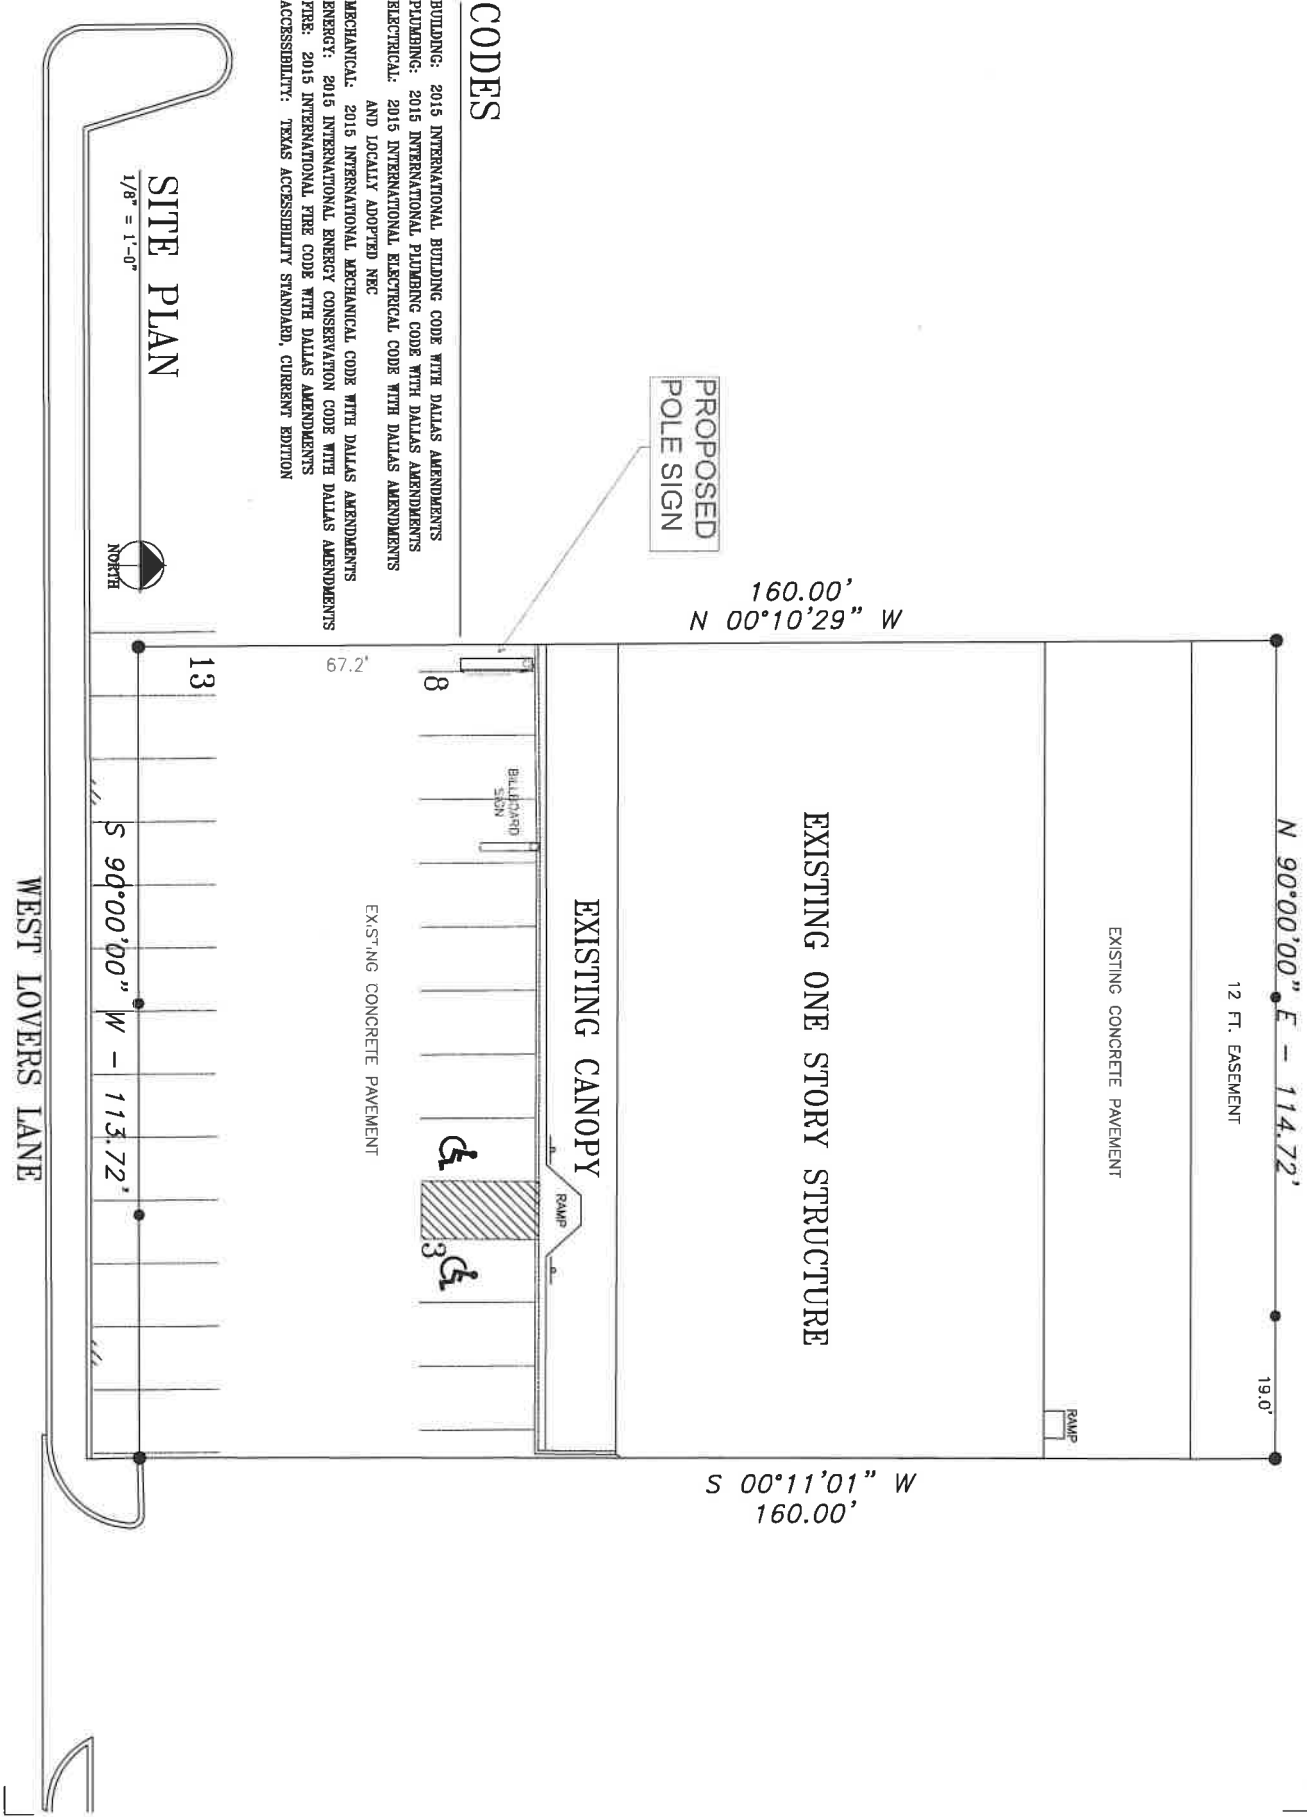 N 90°00'00" E - 114.72'
19.0'
12 FT. EASEMENT
EXISTING CONCRETE PAVEMENT
RAMP
160.00'
N 00°10'29" W
EXISTING ONE STORY STRUCTURE
S 00°11'01" W
160.00'
PROPOSED
POLE SIGN
EXISTING CANOPY
RAMP
BILLBOARD
SIGN
8
3
67.2'
EXISTING CONCRETE PAVEMENT
13
S 90°00'00" W - 113.72'
WEST LOVERS LANE
CODES
BUILDING: 2015 INTERNATIONAL BUILDING CODE WITH DALLAS AMENDMENTS
PLUMBING: 2015 INTERNATIONAL PLUMBING CODE WITH DALLAS AMENDMENTS
ELECTRICAL: 2015 INTERNATIONAL ELECTRICAL CODE WITH DALLAS AMENDMENTS
AND LOCALLY ADOPTED NEC
MECHANICAL: 2015 INTERNATIONAL MECHANICAL CODE WITH DALLAS AMENDMENTS
ENERGY: 2015 INTERNATIONAL ENERGY CONSERVATION CODE WITH DALLAS AMENDMENTS
FIRE: 2015 INTERNATIONAL FIRE CODE WITH DALLAS AMENDMENTS
ACCESSIBILITY: TEXAS ACCESSIBILITY STANDARD, CURRENT EDITION
SITE PLAN
1/8" = 1'-0"
NORTH